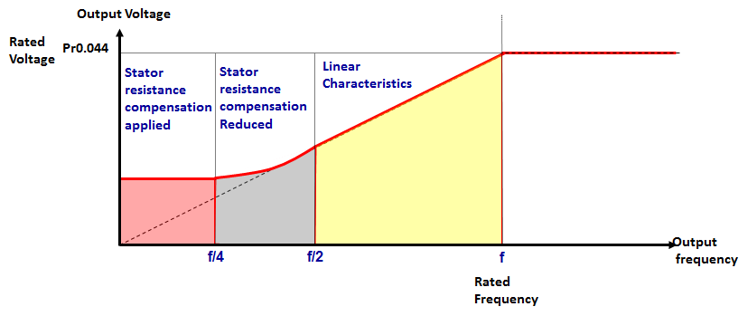 Output Voltage
Rated
Voltage
Pr0.044
Stator
resistance
compensation
applied
Stator
resistance
compensation
Reduced
Linear
Characteristics
f/4
f/2
f
Output
frequency
Rated
Frequency